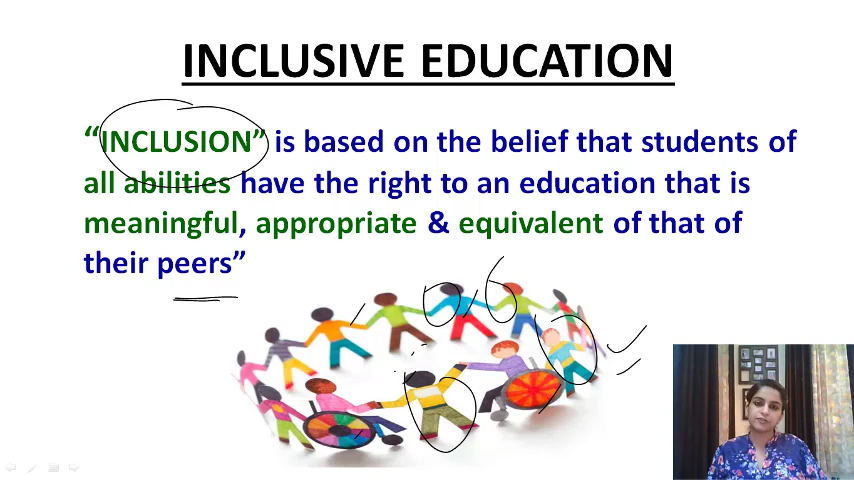 INCLUSIVE EDUCATION
“INCLUSION” is based on the belief that students of
all abilities have the right to an education that is
meaningful, appropriate & equivalent of that of
their peers”